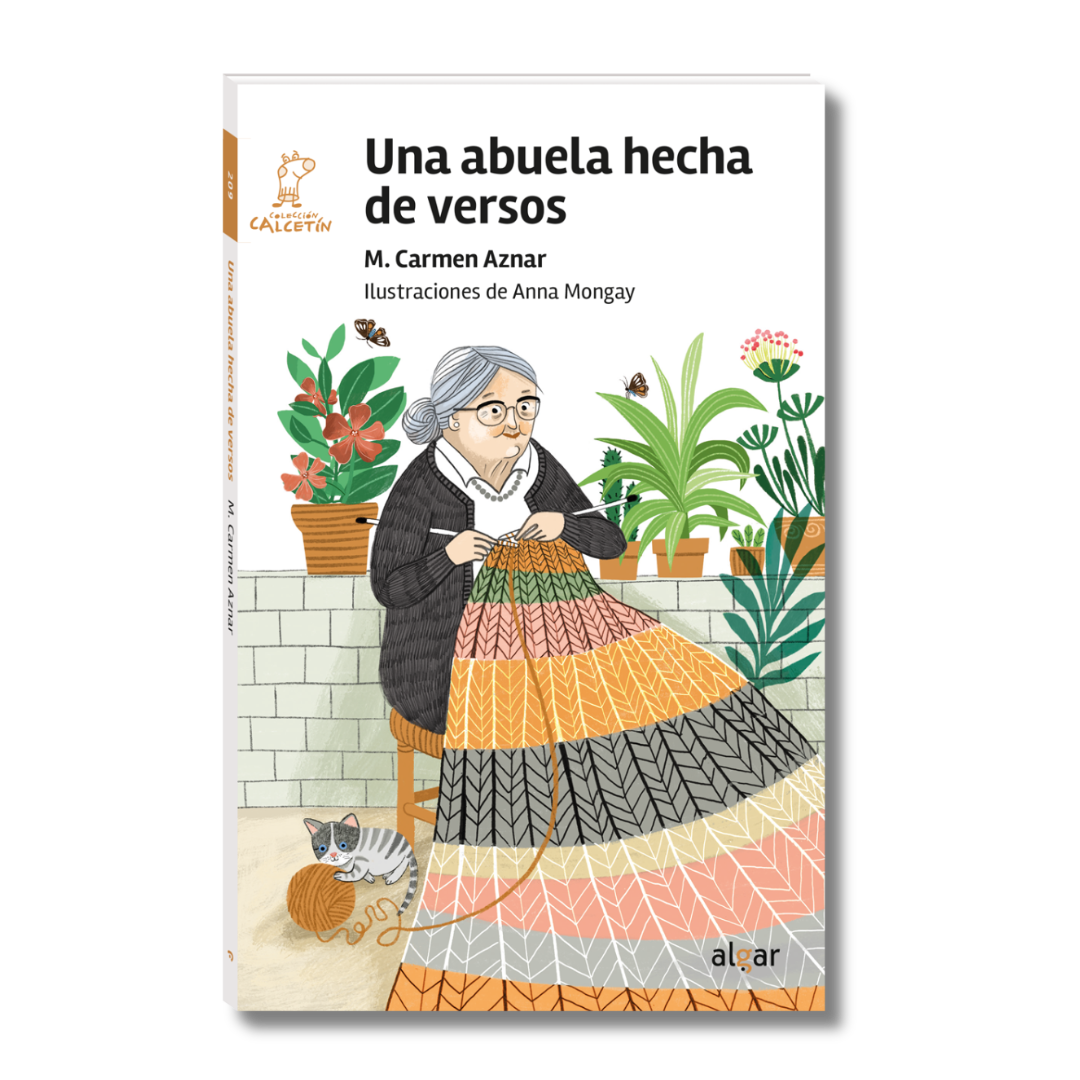 Una abuela hecha
de versos
M. Carmen Aznar
Ilustraciones de Anna Mongay
COLECCIÓN
CALCETÍN
209
Una abuela hecha de versos
M. Carmen Aznar
algar